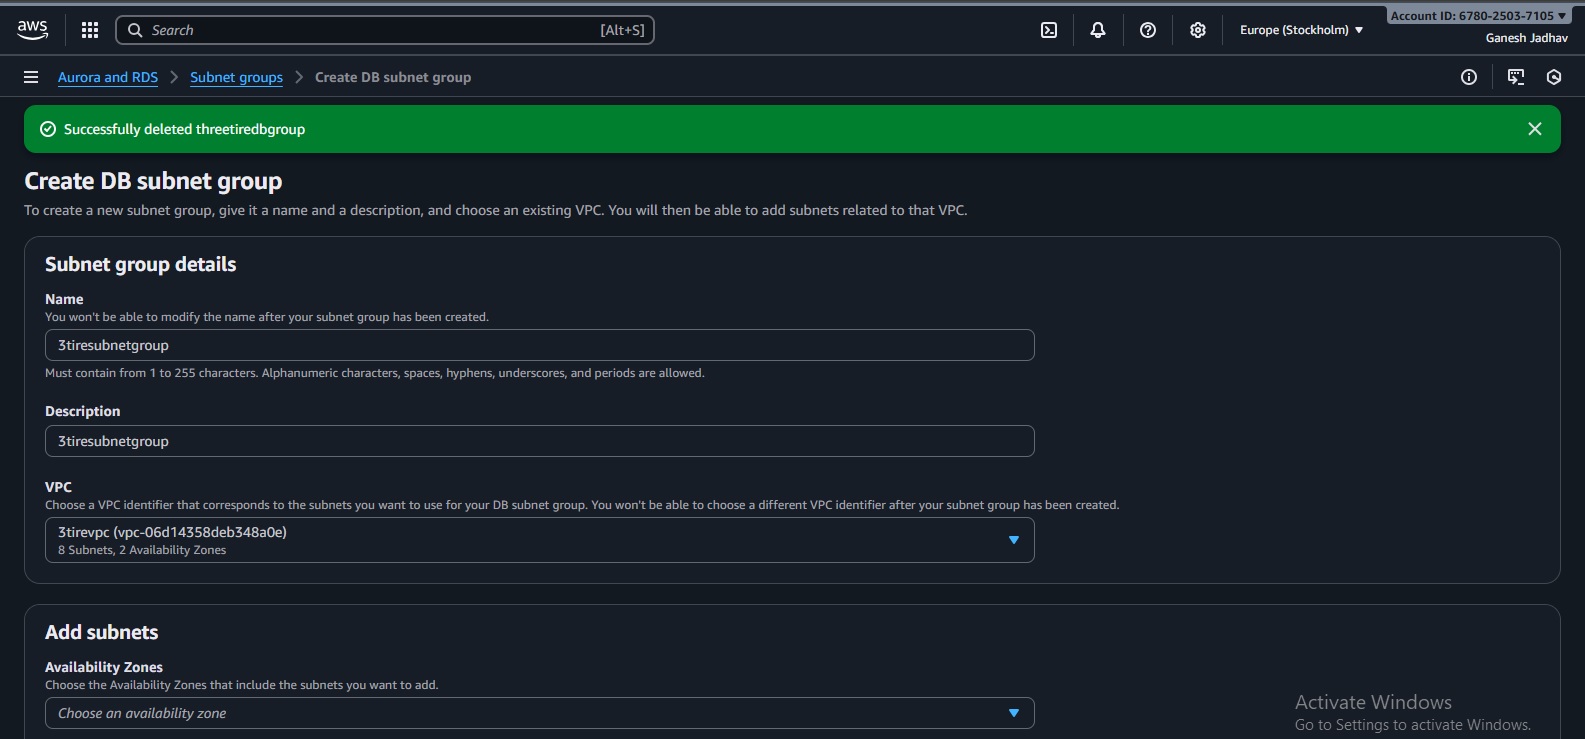 aws
Search [Alt+S]
Europe (Stockholm)
Account ID: 6780-2503-7105
Ganesh Jadhav
Aurora and RDS > Subnet groups > Create DB subnet group
Successfully deleted threetiredbgroup
Create DB subnet group
To create a new subnet group, give it a name and a description, and choose an existing VPC. You will then be able to add subnets related to that VPC.
Subnet group details
Name
You won't be able to modify the name after your subnet group has been created.
3tiresubnetgroup
Must contain from 1 to 255 characters. Alphanumeric characters, spaces, hyphens, underscores, and periods are allowed.
Description
3tiresubnetgroup
VPC
Choose a VPC identifier that corresponds to the subnets you want to use for your DB subnet group. You won't be able to choose a different VPC identifier after your subnet group has been created.
3tirevpc (vpc-06d14358deb348a0e)
8 Subnets, 2 Availability Zones
Add subnets
Availability Zones
Choose the Availability Zones that include the subnets you want to add.
Choose an availability zone
Activate Windows
Go to Settings to activate Windows.